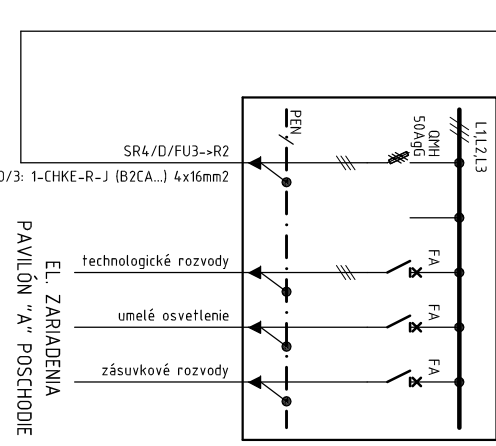 L1,L2,L3
QMH
50AgG
PEN
SR4/D/FU3->R2
0/3: 1-CHKE-R-J (B2CA...) 4x16mm2
FA
technologické rozvody
FA
umelé osvetlenie
FA
zásuvkové rozvody
EL. ZARIADENIA
PAVILÓN "A" POSCHODIE